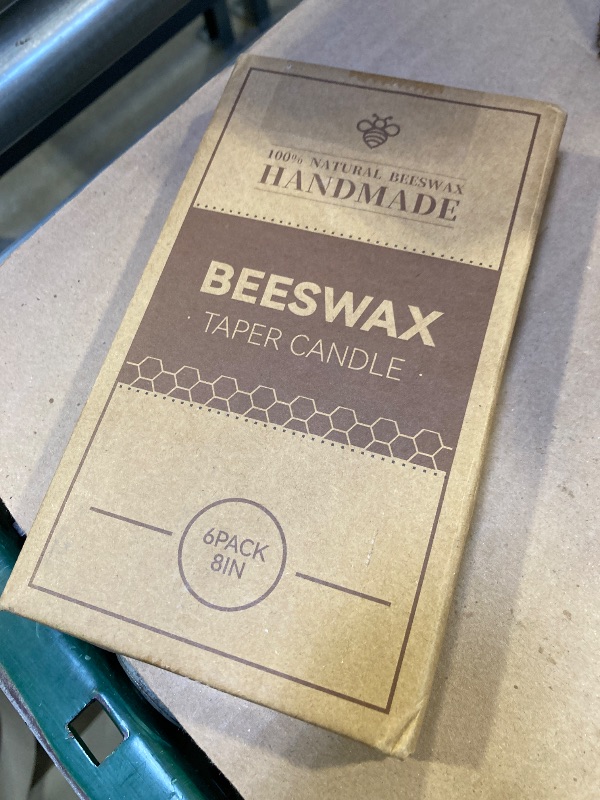 100% NATURAL BEESWAX
HANDMADE
BEESWAX
· TAPER CANDLE ·
6PACK
8IN